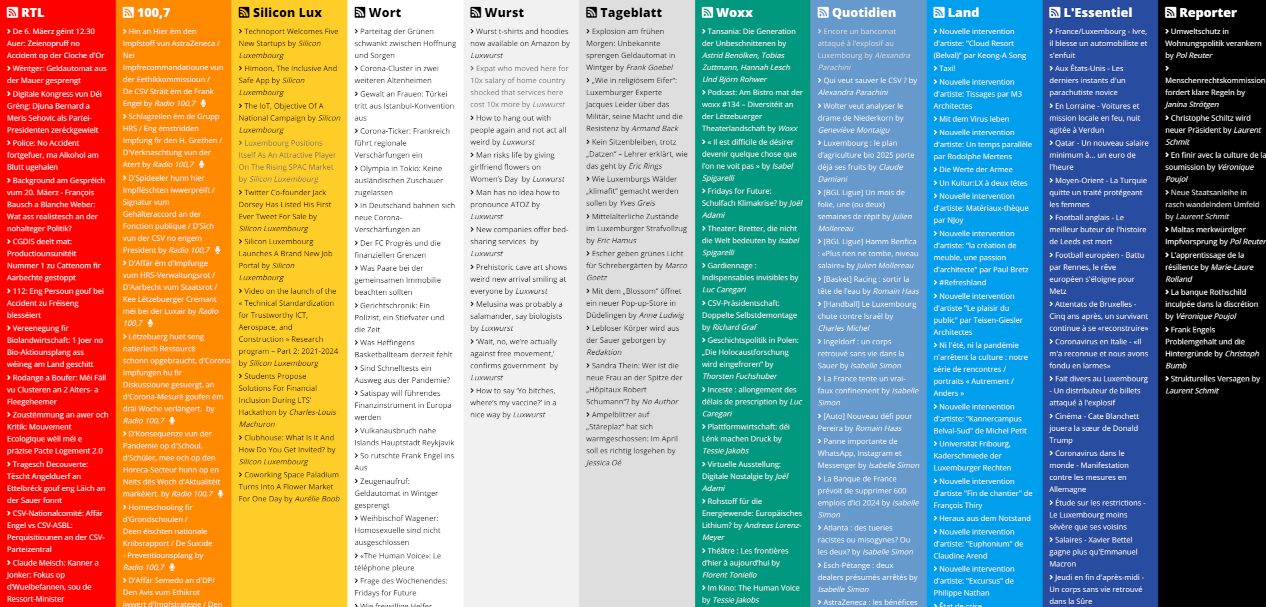 RTL
De 6. Mäerz géint 12.30
Auer: Zeienopruff no
Accident op der Cloche d'Or
Wëntger: Geldautomat aus
der Mauer gesprengt
Digitale Kongress vun Déi
Gréng: Djuna Bernard a
Meris Sehovic als Partei-
Presidenten zeréckgewielt
Police: No Accident
fortgefuer, ma Alkohol am
Blutt ugehalen
Background am Gespréich
vum 20. Mäerz - François
Bausch a Blanche Weber:
Wat ass realistesch an der
nohalteger Politik?
CGDIS deelt mat:
Productiounsunitéit
Nummer 1 zu Cattenom fir
Aarbechte gestoppt
112: Eng Persoun gouf bei
Accident zu Fréiseng
blesséiert
Vereenegung fir
Biolandwirtschaft: 1 Joer no
Bio-Aktiounsplang ass
wéineg am Land geschitt
Rodange a Boufer: Méi Fäll
vu Clusteren an 2 Alters- a
Fleegeheemer
Zoustëmmung an awer och
Kritik: Mouvement
Ecologique wëll méi e
präzise Pacte Logement 2.0
Tragesch Decouverte:
Tëscht Angelduerf an
Ettelbréck gouf eng Läich an
der Sauer fonnt
CSV-Nationalkomité: Affär
Engel vs CSV-ASBL:
Perquisitiounen an der CSV-
Parteizentral
Claude Meisch: Kanner a
Jonker: Fokus op
d'Wuelbefannen, sou de
Ressort-Minister
100,7
Hin an Hier ëm den
Impfstoff vun AstraZeneca /
Nei
Impfrecommandatioune vun
der Eethikkommissioun /
De CSV Sträit ëm de Frank
Engel by Radio 100,7
Schlagzeilen ëm de Grupp
HRS / Eng ëmstridden
Impfung fir den H. Grethen /
D'Verknaschtung vun der
Atert by Radio 100,7
D'Spideeler hunn hier
Impflëschten iwwerpréift /
Signatur vum
Gehälteraccord an der
Fonction publique / D'Sich
vun der CSV no engem
President by Radio 100,7
D'Affär ëm d'Impfunge
vum HRS-Verwaltungsrot /
D'Aarbecht vum Staatsrot /
Kee Lëtzebuerger Cremant
méi bei der Luxair by Radio
100,7
Lëtzebuerg huet seng
natierlech Ressourcë
schonn opgebraucht, d'Corona-
Impfungen hu fir
Diskussioune gesuergt, an
d'Corona-Mesurë goufen ëm
dräi Woche verlängert. by
Radio 100,7
D'Konsequenze vun der
Pandemie op d'Schoul,
d'Schüler, mee och op den
Horeca-Secteur hunn op en
Neits dës Woch d'Aktualitéit
markéiert. by Radio 100,7
Homeschooling fir
d'Grondschoulen /
Deen éischten nationale
Kriibsrapport / De Suicide
- Preventiounsplang by
Radio 100,7
D'Affär Semedo an d'DP/
Den Avis vum Ethikrot
iwwert d'Impfstrategie / Den
Silicon Lux
Technoport Welcomes Five
New Startups by Silicon
Luxembourg
Hlmoon, The Inclusive And
Safe App by Silicon
Luxembourg
The IoT, Objective Of A
National Campaign by Silicon
Luxembourg
Luxembourg Positions
Itself As An Attractive Player
On The Rising SPAC Market
by Silicon Luxembourg
Twitter Co-founder Jack
Dorsey Has Listed His First
Ever Tweet For Sale by
Silicon Luxembourg
Silicon Luxembourg
Launches A Brand New Job
Portal by Silicon
Luxembourg
Video on the launch of the
« Technical Standardization
for Trustworthy ICT,
Aerospace, and
Construction » Research
program – Part 2: 2021-2024
by Silicon Luxembourg
Students Propose
Solutions For Financial
Inclusion During LTS'
Hackathon by Charles-Louis
Machuron
Clubhouse: What Is It And
How Do You Get Invited? by
Silicon Luxembourg
Coworking Space Paladium
Turns Into A Flower Market
For One Day by Aurélie Boob
Wort
Parteitag der Grünen
schwankt zwischen Hoffnung
und Sorgen
Corona-Cluster in zwei
weiteren Altenheimen
Gewalt an Frauen: Türkei
tritt aus Istanbul-Konvention
aus
Corona-Ticker: Frankreich
führt regionale
Verschärfungen ein
Olympia in Tokio: Keine
ausländischen Zuschauer
zugelassen
In Deutschand bahnen sich
neue Corona-
Verschärfungen an
Der FC Progrès und die
finanziellen Grenzen
Was Paare bei der
gemeinsamen Immobilie
beachten sollten
Gerichtschronik: Ein
Polizist, ein Stiefvater und
die Zeit
Was Heffingens
Basketballteam derzeit fehlt
Sind Schnelltests ein
Ausweg aus der Pandemie?
Satispay will führendes
Finanzinstrument in Europa
werden
Vulkanausbruch nahe
Islands Hauptstadt Reykjavik
So rutschte Frank Engel ins
Aus
Zeugenaufruf:
Geldautomat in Wintger
gesprengt
Weihbischof Wagener:
Homosexuelle sind nicht
ausgeschlossen
«The Human Voice»: Le
téléphone pleure
Frage des Wochenendes:
Fridays for Future
Wie freiwillige Helfer
Wurst
Wurst t-shirts and hoodies
now available on Amazon by
Luxwurst
Expat who moved here for
10x salary of home country
shocked that services here
cost 10x more by Luxwurst
How to hang out with
people again and not act all
weird by Luxwurst
Man risks life by giving
girlfriend flowers on
Women's Day by Luxwurst
Man has no idea how to
pronounce ATOZ by
Luxwurst
New companies offer bed-
sharing services by
Luxwurst
Prehistoric cave art shows
weird new arrival smiling at
everyone by Luxwurst
Melusina was probably a
salamander, say biologists
by Luxwurst
'Wait, no, we're actually
against free movement,'
confirms government by
Luxwurst
How to say 'Yo bitches,
where's my vaccine?' in a
nice way by Luxwurst
Tageblatt
Explosion am frühen
Morgen: Unbekannte
sprengen Geldautomat in
Wintger by Frank Goebel
„Wie in religiösem Eifer":
Luxemburger Experte
Jacques Leider über das
Militär, seine Macht und die
Resistenz by Armand Back
Kein Sitzenbleiben, trotz
„Datzen" – Lehrer erklärt, wie
das geht by Eric Rings
Wie Luxemburgs Wälder
„klimafit" gemacht werden
sollen by Yves Greis
Mittelalterliche Zustände
im Luxemburger Strafvollzug
by Eric Hamus
Escher geben grünes Licht
für Schrebergärten by Marco
Goetz
Mit dem „Blossom" öffnet
ein neuer Pop-up-Store in
Düdelingen by Anne Ludwig
Lebloser Körper wird aus
der Sauer geborgen by
Redaktion
Sandra Thein: Wer ist die
neue Frau an der Spitze der
„Hôpitaux Robert
Schumann"? by No Author
Ampelblitzer auf
„Stäreplaz" hat sich
warmgeschossen: Im April
soll es richtig losgehen by
Jessica Oé
Woxx
Tansania: Die Generation
der Unbeschnittenen by
Astrid Benölken, Tobias
Zuttmann, Hannah Lesch
Und Björn Rohwer
Podcast: Am Bistro mat der
woxx #134 – Diversitéit an
der Lëtzebuerger
Theaterlandschaft by Woxx
« Il est difficile de désirer
devenir quelque chose que
l'on ne voit pas » by Isabel
Spigarelli
Fridays for Future:
Schulfach Klimakrise? by Joël
Adami
Theater: Bretter, die nicht
die Welt bedeuten by Isabel
Spigarelli
Gardiennage :
Indispensables invisibles by
Luc Caregari
CSV-Präsidentschaft:
Doppelte Selbstdemontage
by Richard Graf
Geschichtspolitik in Polen:
„Die Holocaustforschung
wird eingefroren" by
Thorsten Fuchshuber
Inceste : allongement des
délais de prescription by Luc
Caregari
Plattformwirtschaft: déi
Lénk machen Druck by
Tessie Jakobs
Virtuelle Ausstellung:
Digitale Nostalgie by Joël
Adami
Rohstoff für die
Energiewende: Europäisches
Lithium? by Andreas Lorenz-
Meyer
Théâtre : Les frontières
d'hier à aujourd'hui by
Florent Toniello
Im Kino: The Human Voice
by Tessie Jakobs
Quotidien
Encore un bancomat
attaqué à l'explosif au
Luxembourg by Alexandra
Parachini
Qui veut sauver le CSV ? by
Alexandra Parachini
Wolter veut analyser le
drame de Niederkorn by
Geneviève Montaigu
Luxembourg : le plan
d'agriculture bio 2025 porte
déjà ses fruits by Claude
Damiani
[BGL Ligue] Un mois de
folie, une (ou deux)
semaines de répit by Julien
Mollereau
[BGL Ligue] Hamm Benfica
: «Plus rien ne tombe, niveau
salaire» by Julien Mollereau
[Basket] Racing : sortir la
tête de l'eau by Romain Haas
[Handball] Le Luxembourg
chute contre Israël by
Charles Michel
Ingeldorf : un corps
retrouvé sans vie dans la
Sauer by Isabelle Simon
La France tente un vrai-
faux confinement by Isabelle
Simon
[Auto] Nouveau défi pour
Pereira by Romain Haas
Panne importante de
WhatsApp, Instagram et
Messenger by Isabelle Simon
La Banque de France
prévoit de supprimer 600
emplois d'ici 2024 by Isabelle
Simon
Atlanta : des tueries
racistes ou misogynes? Ou
les deux? by Isabelle Simon
Esch-Pétange : deux
dealers présumés arrêtés by
Isabelle Simon
AstraZeneca : les bénéfices
Land
Nouvelle intervention
d'artiste: "Cloud Resort
(Belval)" par Keong-A Song
Taxi!
Nouvelle intervention
d'artiste: Tissages par M3
Architectes
Mit dem Virus leben
Nouvelle intervention
d'artiste: Un temps parallèle
par Rodolphe Mertens
Die Werte der Armee
Un Kultur:LX à deux têtes
Nouvelle intervention
d'artiste: Matériaux-thèque
par NJoy
Nouvelle intervention
d'artiste: "la création de
meuble, une passion
d'architecte" par Paul Bretz
#Refreshland
Nouvelle intervention
d'artiste "Le plaisir du
public" par Teisen-Giesler
Architectes
Ni l'été, ni la pandémie
n'arrêtent la culture : notre
série de rencontres /
portraits « Autrement /
Anders »
Nouvelle intervention
d'artiste: "Kannercampus
Belval-Sud" de Michel Petit
Universität Fribourg,
Kaderschmiede der
Luxemburger Rechten
Nouvelle intervention
d'artiste "Fin de chantier" de
François Thiry
Heraus aus dem Notstand
Nouvelle intervention
d'artiste: "Euphonium" de
Claudine Arend
Nouvelle intervention
d'artiste: "Excursus" de
Philippe Nathan
État de crise
L'Essentiel
France/Luxembourg - Ivre,
il blesse un automobiliste et
s'enfuit
Aux États-Unis - Les
derniers instants d'un
parachutiste novice
En Lorraine - Voitures et
mission locale en feu, nuit
agitée à Verdun
Qatar - Un nouveau salaire
minimum à... un euro de
l'heure
Moyen-Orient - La Turquie
quitte un traité protégeant
les femmes
Football anglais - Le
meilleur buteur de l'histoire
de Leeds est mort
Football européen - Battu
par Rennes, le rêve
européen s'éloigne pour
Metz
Attentats de Bruxelles -
Cinq ans après, un survivant
continue à se «reconstruire»
Coronavirus en Italie - «Il
m'a reconnue et nous avons
fondu en larmes»
Fait divers au Luxembourg
- Un distributeur de billets
attaqué à l'explosif
Cinéma - Cate Blanchett
jouera la sœur de Donald
Trump
Coronavirus dans le
monde - Manifestation
contre les mesures en
Allemagne
Étude sur les restrictions -
Le Luxembourg moins
sévère que ses voisins
Salaires - Xavier Bettel
gagne plus qu'Emmanuel
Macron
Jeudi en fin d'après-midi -
Un corps sans vie retrouvé
dans la Sûre
Reporter
Umweltschutz in
Wohnungspolitik verankern
by Pol Reuter
Menschenrechtskommission
fordert klare Regeln by
Janina Strötgen
Christophe Schiltz wird
neuer Präsident by Laurent
Schmit
En finir avec la culture de la
soumission by Véronique
Poujol
Neue Staatsanleihe in
rasch wandelndem Umfeld
by Laurent Schmit
Maltas merkwürdiger
Impfvorsprung by Pol Reuter
L'apprentissage de la
résilience by Marie-Laure
Rolland
La banque Rothschild
inculpée dans la discrétion
by Véronique Poujol
Frank Engels
Problemgehalt und die
Hintergründe by Christoph
Bumb
Strukturelles Versagen by
Laurent Schmit